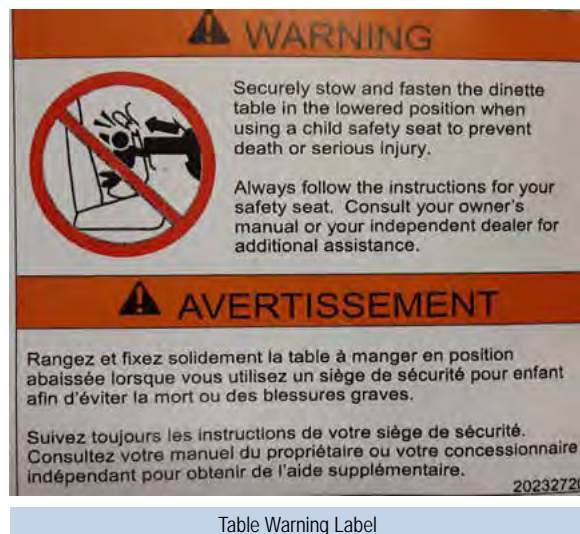 WARNING
Securely stow and fasten the dinette
table in the lowered position when
using a child safety seat to prevent
death or serious injury.
Always follow the instructions for your
safety seat. Consult your owner's
manual or your independent dealer for
additional assistance.
AVERTISSEMENT
Rangez et fixez solidement la table à manger en position
abaissée lorsque vous utilisez un siège de sécurité pour enfant
afin d'éviter la mort ou des blessures graves.
Suivez toujours les instructions de votre siège de sécurité.
Consultez votre manuel du propriétaire ou votre concessionnaire
indépendant pour obtenir de l'aide supplémentaire.
20232720
Table Warning Label